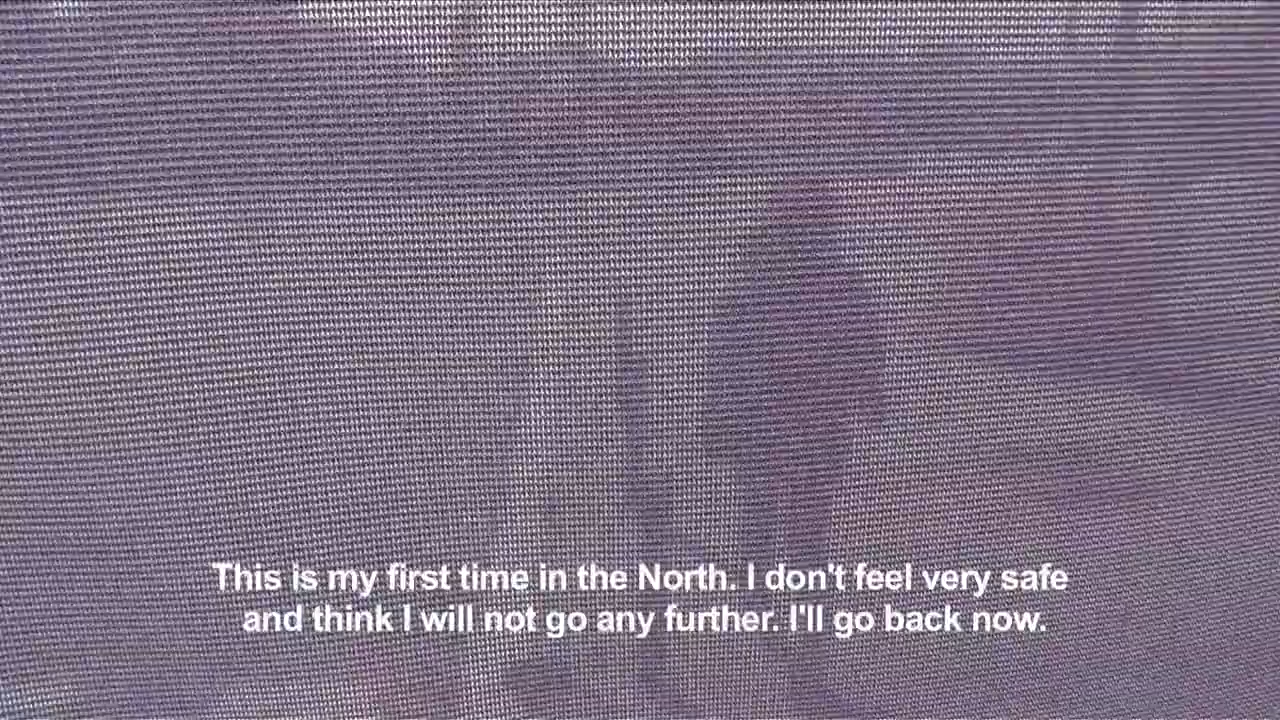 This is my first time in the North. I don't feel very safe
and think I will not go any further. I'll go back now.